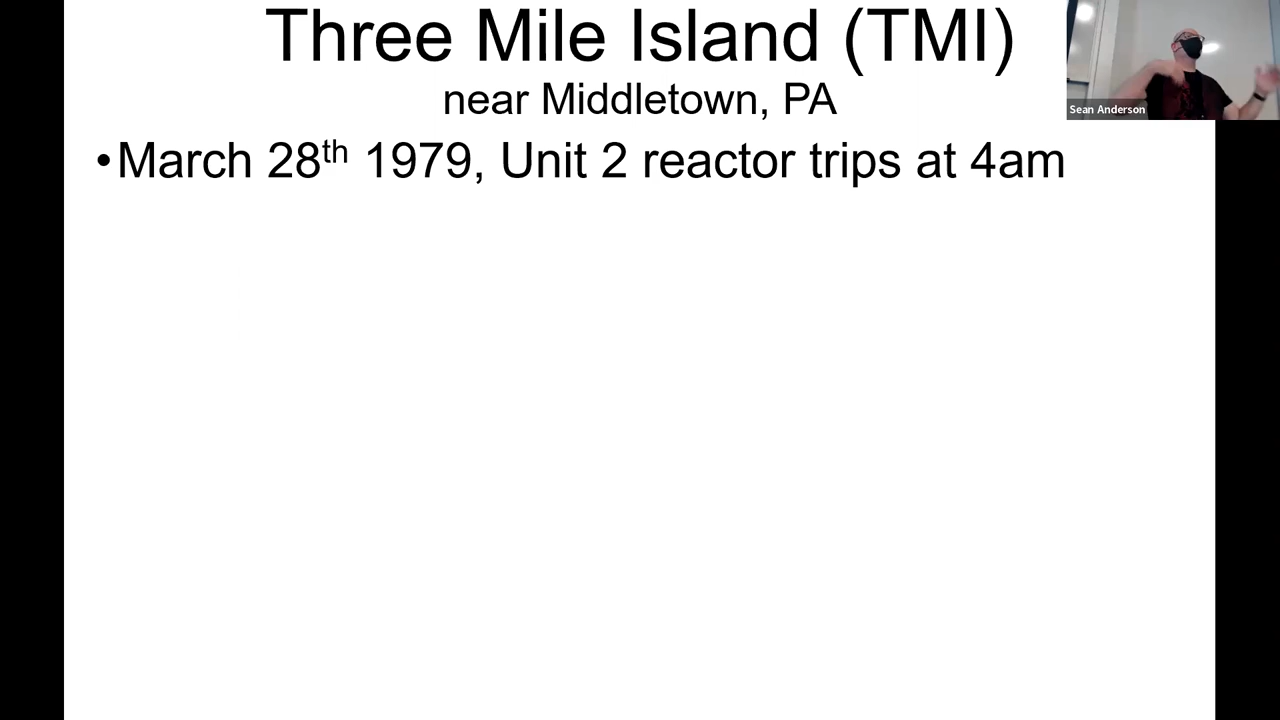 Three Mile Island (TMI)
near Middletown, PA
Sean Anderson
•March 28th 1979, Unit 2 reactor trips at 4am